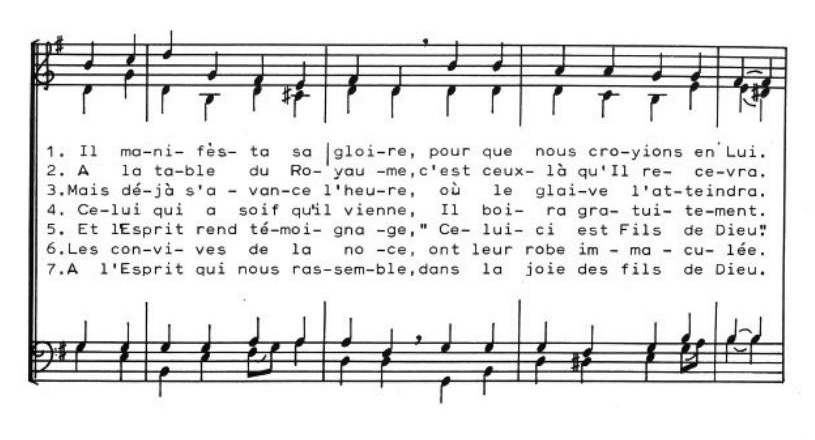 1. Il ma-ni- fès- ta sa gloi-re, pour que nous cro-yions en Lui.
2. A la ta-ble du Ro- yau -me,c'est ceux- là qu'Il re- ce-vra.
3.Mais dé-jà s'a - van-ce l'heu-re, où le glai-ve l'at-teindra.
4. Ce-lui qui a soif qu'il vienne, Il boi- ra gra- tui- te-ment.
5. Et l'Esprit rend té-moi- gna -ge," Ce- lui- ci est Fils de Dieu"
6.Les con-vi- ves de la no -ce, ont leur robe im - ma - cu- lée.
7.A l'Esprit qui nous ras-sem-ble,dans la joie des fils de Dieu.